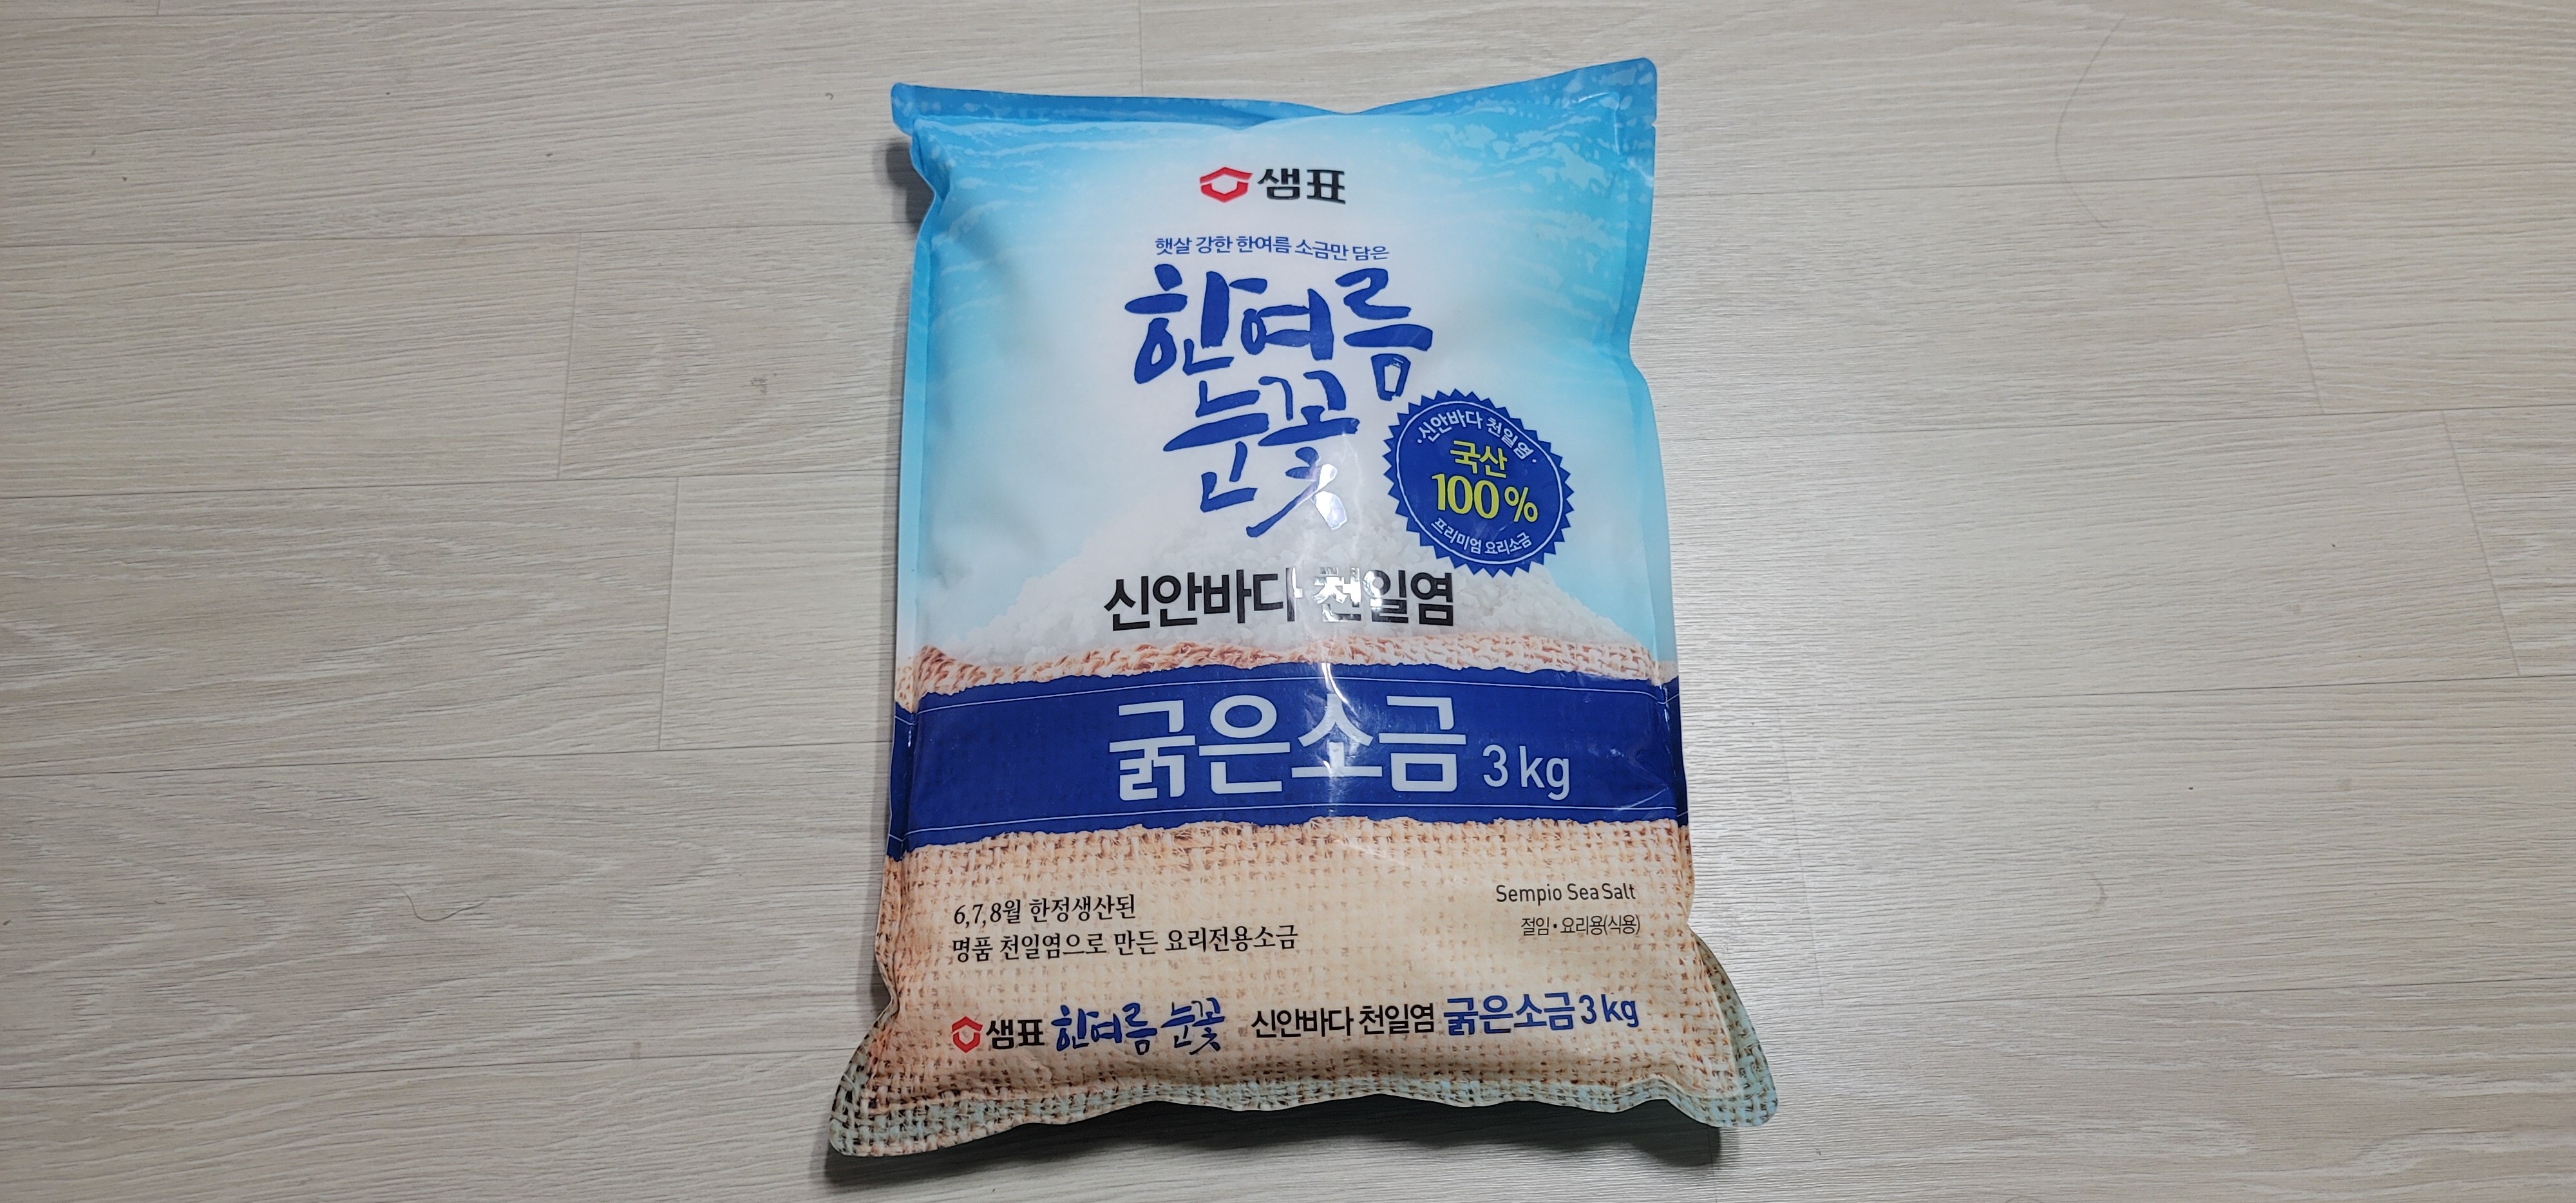 샘표
햇살 강한 한여름 소금만 담은
한여름
눈꽃
·신안바다 천일염·
국산
100%
프리미엄 요리소금
신안바다 천일염
굵은소금 3kg
6,7,8월 한정생산된
명품 천일염으로 만든 요리전용소금
Sempio Sea Salt
절임·요리용(식용)
샘표 한여름 눈꽃 신안바다 천일염 굵은소금 3kg